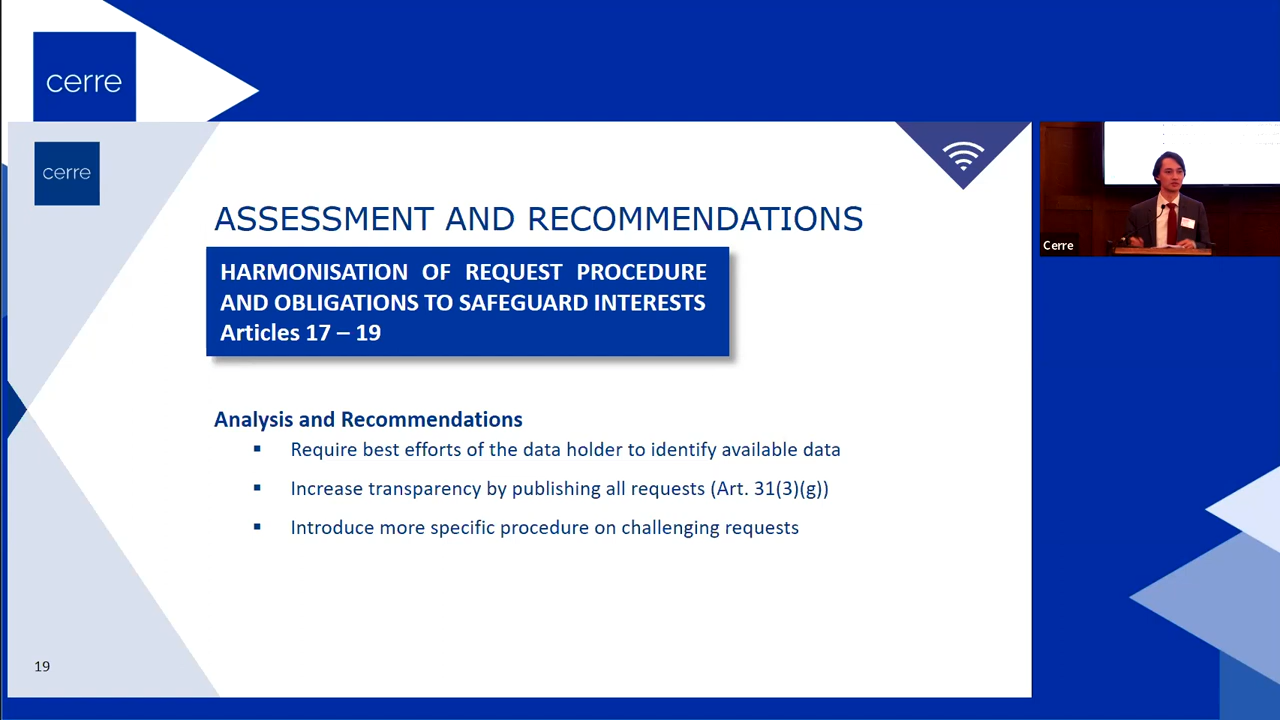 cerre
cerre
ASSESSMENT AND RECOMMENDATIONS
HARMONISATION OF REQUEST PROCEDURE
AND OBLIGATIONS TO SAFEGUARD INTERESTS
Articles 17 – 19
Cerre
Analysis and Recommendations
▪ Require best efforts of the data holder to identify available data
▪ Increase transparency by publishing all requests (Art. 31(3)(g))
▪ Introduce more specific procedure on challenging requests
19